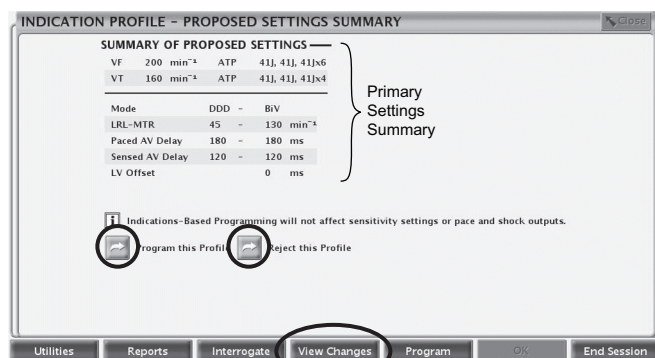 INDICATION PROFILE – PROPOSED SETTINGS SUMMARY
Close
SUMMARY OF PROPOSED SETTINGS
VF 200 min⁻¹ ATP 41J, 41J, 41Jx6
VT 160 min⁻¹ ATP 41J, 41J, 41Jx4
Mode DDD - BiV
LRL-MTR 45 - 130 min⁻¹
Paced AV Delay 180 - 180 ms
Sensed AV Delay 120 - 120 ms
LV Offset 0 ms
Primary
Settings
Summary
i Indications-Based Programming will not affect sensitivity settings or pace and shock outputs.
Program this Profile Reject this Profile
Utilities Reports Interrogate View Changes Program OK End Session